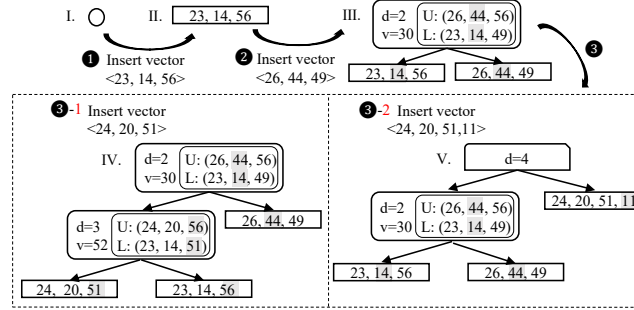 I.
II.
23, 14, 56
III.
d=2
v=30
U: (26, 44, 56)
L: (23, 14, 49)
23, 14, 56
26, 44, 49
❶ Insert vector
<23, 14, 56>
❷ Insert vector
<26, 44, 49>
❸
❸-1 Insert vector
<24, 20, 51>
IV.
d=2
v=30
U: (26, 44, 56)
L: (23, 14, 49)
d=3
v=52
U: (24, 20, 56)
L: (23, 14, 51)
26, 44, 49
24, 20, 51
23, 14, 56
❸-2 Insert vector
<24, 20, 51,11>
V.
d=4
d=2
v=30
U: (26, 44, 56)
L: (23, 14, 49)
24, 20, 51, 11
23, 14, 56
26, 44, 49